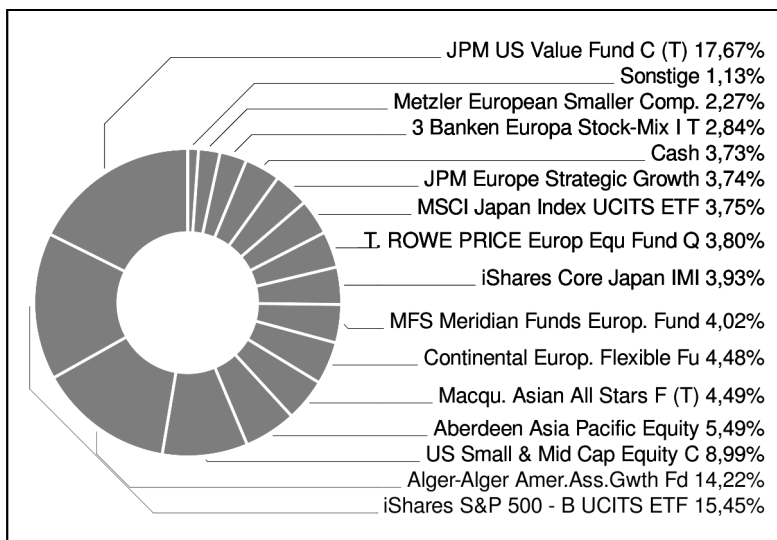 JPM US Value Fund C (T) 17,67%
Sonstige 1,13%
Metzler European Smaller Comp. 2,27%
3 Banken Europa Stock-Mix I T 2,84%
Cash 3,73%
JPM Europe Strategic Growth 3,74%
MSCI Japan Index UCITS ETF 3,75%
T. ROWE PRICE Europ Equ Fund Q 3,80%
iShares Core Japan IMI 3,93%
MFS Meridian Funds Europ. Fund 4,02%
Continental Europ. Flexible Fu 4,48%
Macqu. Asian All Stars F (T) 4,49%
Aberdeen Asia Pacific Equity 5,49%
US Small & Mid Cap Equity C 8,99%
Alger-Alger Amer.Ass.Gwth Fd 14,22%
iShares S&P 500 - B UCITS ETF 15,45%